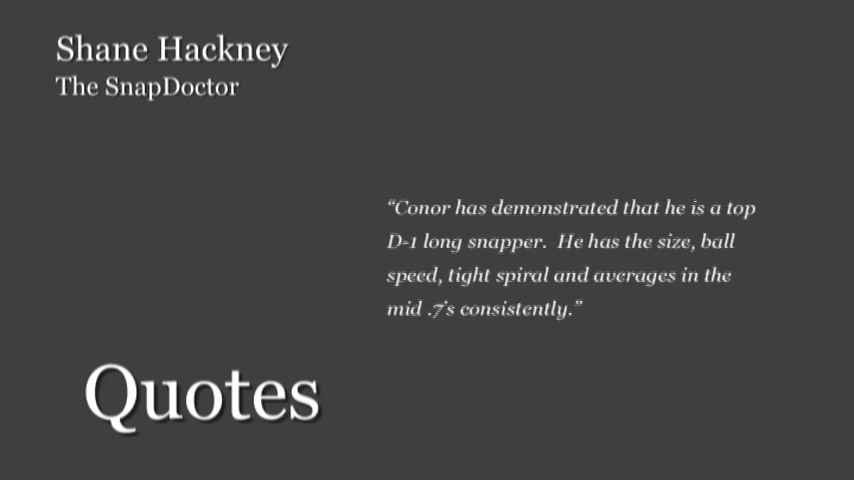 Shane Hackney
The SnapDoctor
“Conor has demonstrated that he is a top
D-1 long snapper.  He has the size, ball
speed, tight spiral and averages in the
mid .7's consistently.”
Quotes